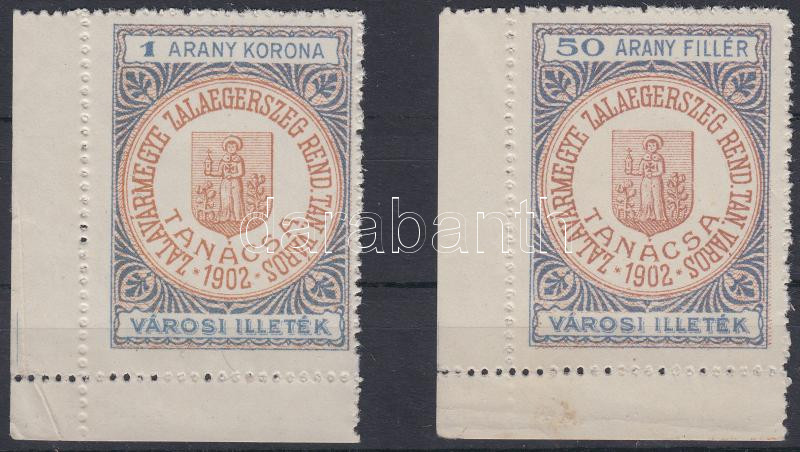 1 ARANY KORONA
ZALAVÁRMEGYE ZALAEGERSZEG REND. TAN. VÁROS
TANÁCSA
* 1902 *
VÁROSI ILLETÉK
50 ARANY FILLÉR
ZALAVÁRMEGYE ZALAEGERSZEG REND. TAN. VÁROS
TANÁCSA
* 1902 *
VÁROSI ILLETÉK
darabanth